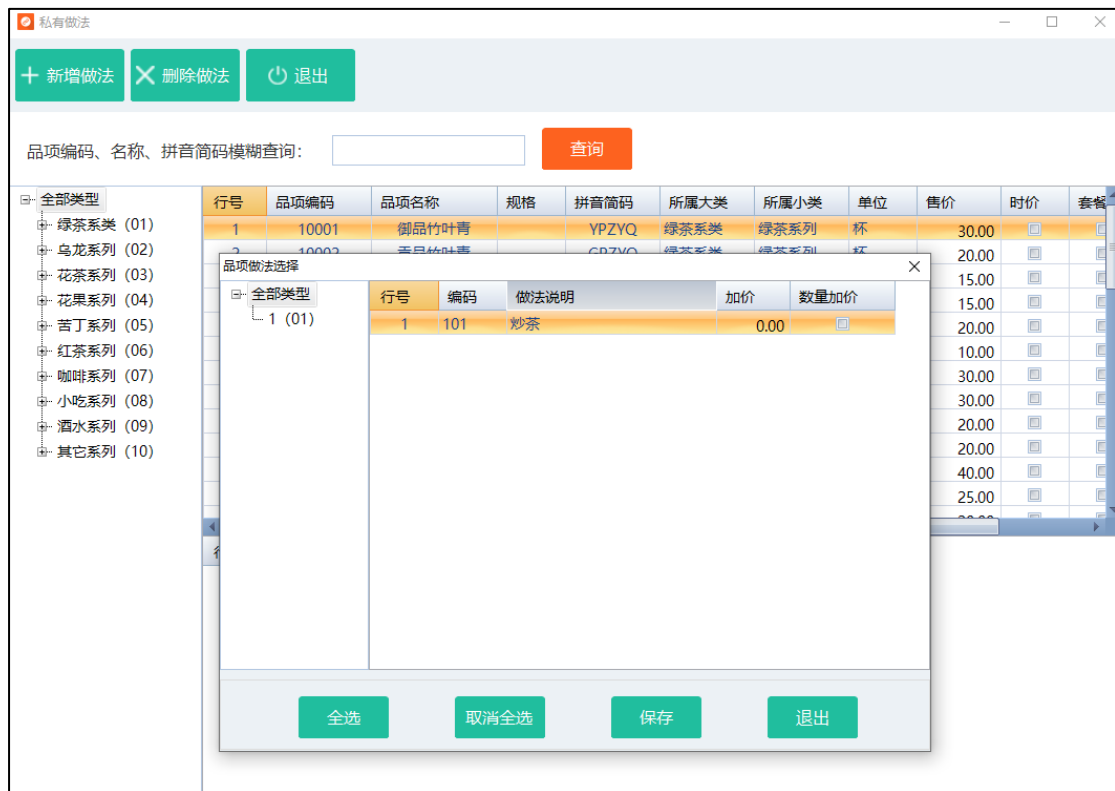 私有做法
新增做法 删除做法 退出
品项编码、名称、拼音简码模糊查询： 查询
全部类型
绿茶系类 (01)
乌龙系列 (02)
花茶系列 (03)
花果系列 (04)
苦丁系列 (05)
红茶系列 (06)
咖啡系列 (07)
小吃系列 (08)
酒水系列 (09)
其它系列 (10)
行号 品项编码 品项名称 规格 拼音简码 所属大类 所属小类 单位 售价 时价 套餐
1 10001 御品竹叶青 YPZYQ 绿茶系类 绿茶系列 杯 30.00
20.00
15.00
15.00
20.00
10.00
30.00
30.00
20.00
20.00
40.00
25.00
品项做法选择
全部类型
1 (01)
行号 编码 做法说明 加价 数量加价
1 101 炒茶 0.00
全选 取消全选 保存 退出